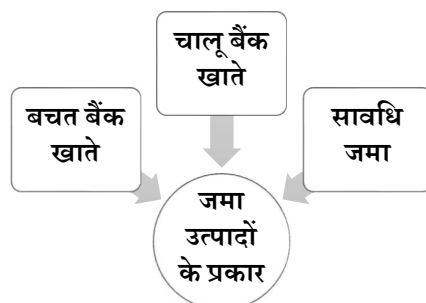 चालू बैंक
खाते
बचत बैंक
खाते
सावधि
जमा
जमा
उत्पादों
के प्रकार